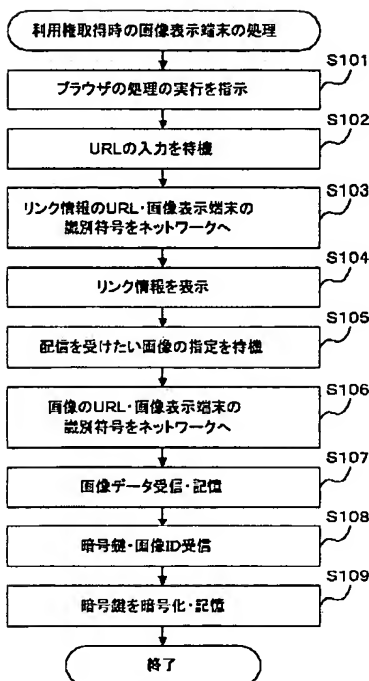 利用権取得時の画像表示端末の処理
S101
ブラウザの処理の実行を指示
S102
URLの入力を待機
S103
リンク情報のURL・画像表示端末の
識別符号をネットワークへ
S104
リンク情報を表示
S105
配信を受けたい画像の指定を待機
S106
画像のURL・画像表示端末の
識別符号をネットワークへ
S107
画像データ受信・記憶
S108
暗号鍵・画像ID受信
S109
暗号鍵を暗号化・記憶
終了